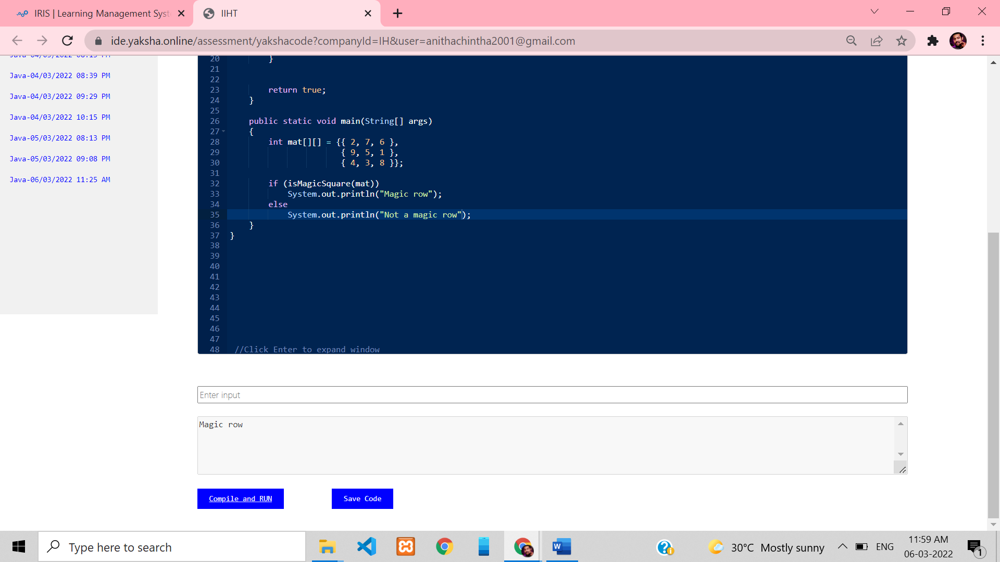 IRIS | Learning Management Syst
IIHT
ide.yaksha.online/assessment/yakshacode?companyId=IH&user=anithachintha2001@gmail.com
Java-04/03/2022 08:39 PM
Java-04/03/2022 09:29 PM
Java-04/03/2022 10:15 PM
Java-05/03/2022 08:13 PM
Java-05/03/2022 09:08 PM
Java-06/03/2022 11:25 AM
20 }
21
22
23 return true;
24 }
25
26 public static void main(String[] args)
27 {
28 int mat[][] = {{ 2, 7, 6 },
29 { 9, 5, 1 },
30 { 4, 3, 8 }};
31
32 if (isMagicSquare(mat))
33 System.out.println("Magic row");
34 else
35 System.out.println("Not a magic row");
36 }
37 }
38
39
40
41
42
43
44
45
46
47
48 //Click Enter to expand window
Enter input
Magic row
Compile and RUN
Save Code
Type here to search
30°C Mostly sunny
ENG
11:59 AM
06-03-2022
1